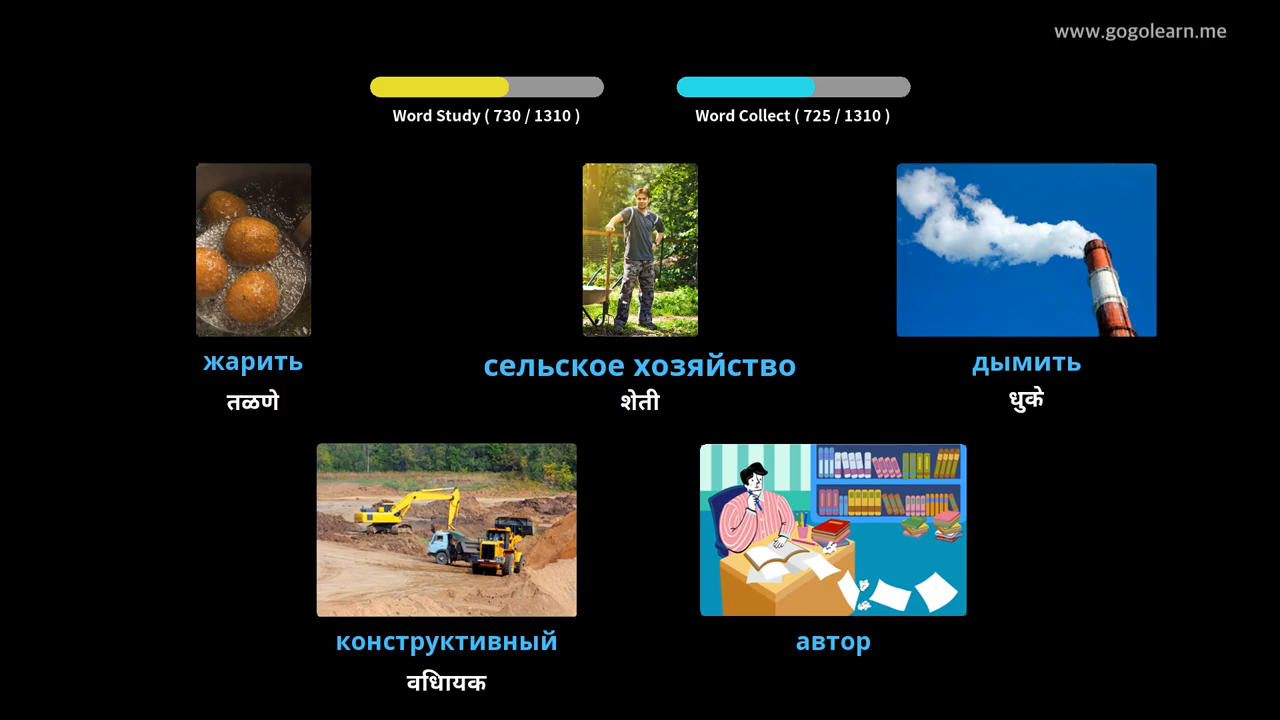 www.gogolearn.me
Word Study ( 730 / 1310 )
Word Collect ( 725 / 1310 )
жарить
сельское хозяйство
дымить
तळणे
शेती
धुके
конструктивный
автор
विधायक